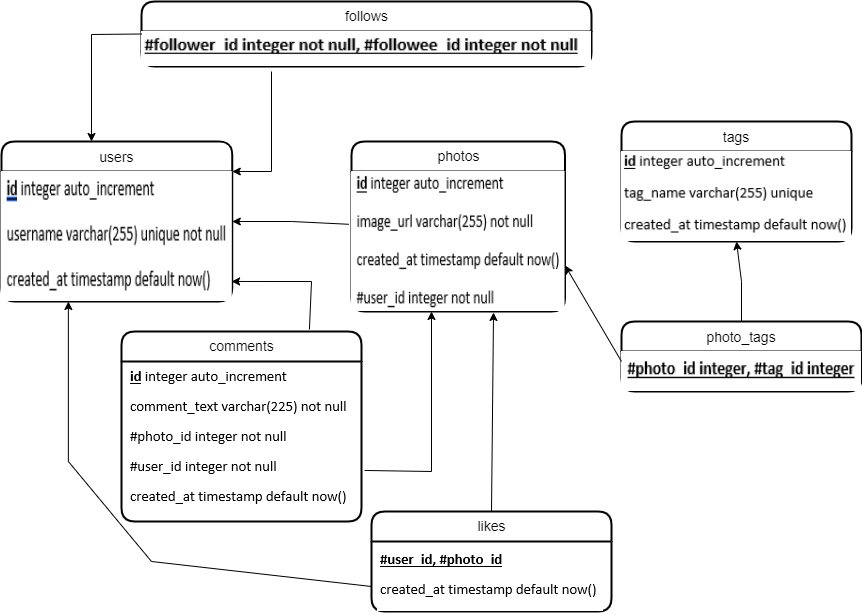 follows
#follower_id integer not null, #followee_id integer not null
users
id integer auto_increment
username varchar(255) unique not null
created_at timestamp default now()
photos
id integer auto_increment
image_url varchar(255) not null
created_at timestamp default now()
#user_id integer not null
tags
id integer auto_increment
tag_name varchar(255) unique
created_at timestamp default now()
comments
id integer auto_increment
comment_text varchar(225) not null
#photo_id integer not null
#user_id integer not null
created_at timestamp default now()
photo_tags
#photo_id integer, #tag_id integer
likes
#user_id, #photo_id
created_at timestamp default now()